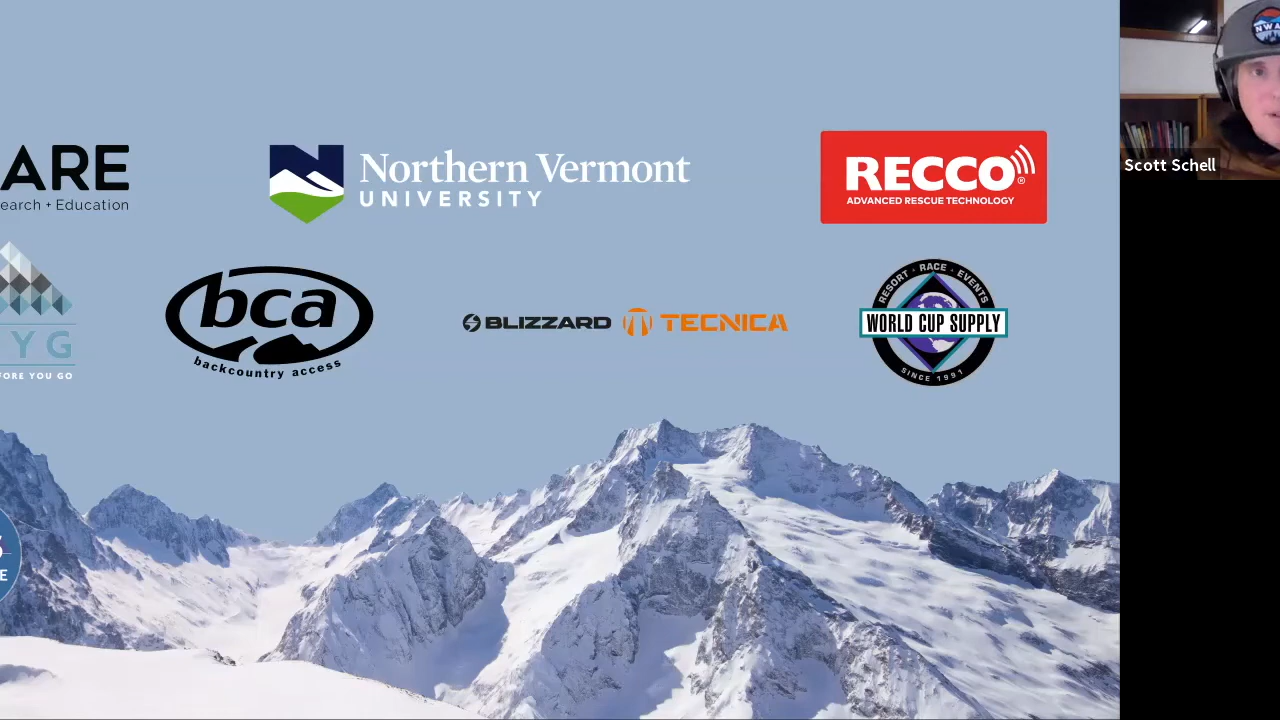 NWA
ARE
earch + Education
Northern Vermont
UNIVERSITY
RECCO®
ADVANCED RESCUE TECHNOLOGY
Scott Schell
YG
FORE YOU GO
bca
backcountry access
BLIZZARD TECNICA
RESORT · RACE · EVENTS
WORLD CUP SUPPLY
SINCE 1991
E